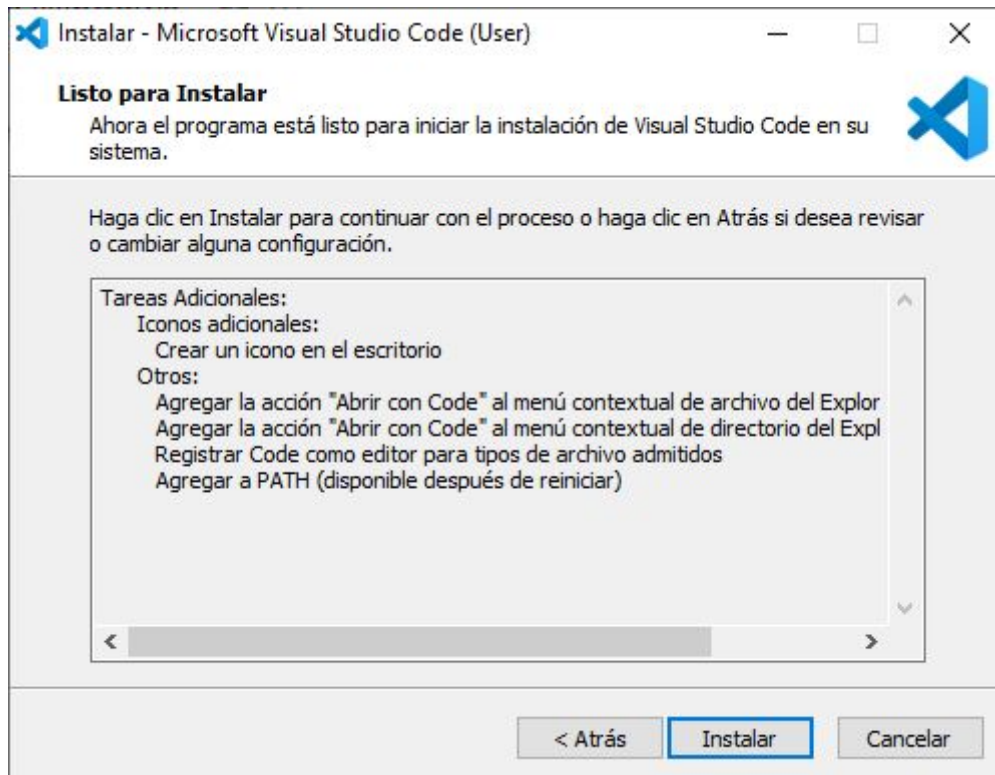 Instalar - Microsoft Visual Studio Code (User)
Listo para Instalar
Ahora el programa está listo para iniciar la instalación de Visual Studio Code en su
sistema.
Haga clic en Instalar para continuar con el proceso o haga clic en Atrás si desea revisar
o cambiar alguna configuración.
Tareas Adicionales:
Iconos adicionales:
Crear un icono en el escritorio
Otros:
Agregar la acción "Abrir con Code" al menú contextual de archivo del Explor
Agregar la acción "Abrir con Code" al menú contextual de directorio del Expl
Registrar Code como editor para tipos de archivo admitidos
Agregar a PATH (disponible después de reiniciar)
< Atrás Instalar Cancelar